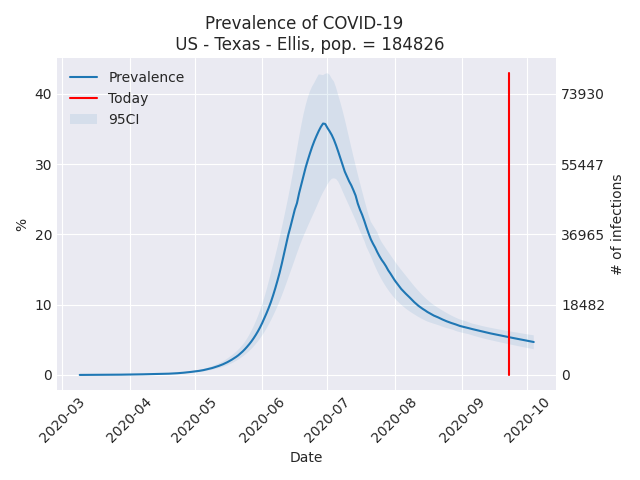 Prevalence of COVID-19
US - Texas - Ellis, pop. = 184826
Prevalence
Today
95CI
%
40
30
20
10
0
73930
55447
36965
18482
0
# of infections
2020-03
2020-04
2020-05
2020-06
2020-07
2020-08
2020-09
2020-10
Date